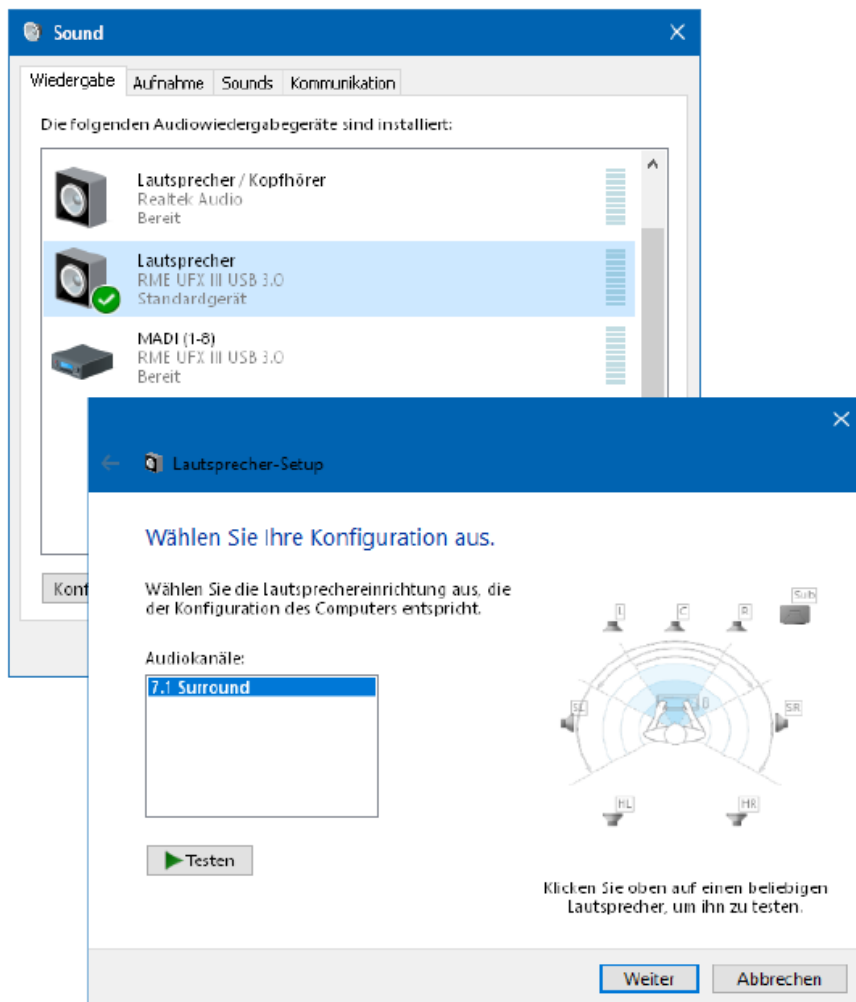 Sound
Wiedergabe
Aufnahme
Sounds
Kommunikation
Die folgenden Audiowiedergabegeräte sind installiert:
Lautsprecher / Kopfhörer
Realtek Audio
Bereit
Lautsprecher
RME UFX III USB 3.0
Standardgerät
MADI (1-8)
RME UFX III USB 3.0
Bereit
Konf
Lautsprecher-Setup
Wählen Sie Ihre Konfiguration aus.
Wählen Sie die Lautsprechereinrichtung aus, die
der Konfiguration des Computers entspricht.
Audiokanäle:
7.1 Surround
Testen
L
C
R
Sub
SL
SR
HL
HR
Klicken Sie oben auf einen beliebigen
Lautsprecher, um ihn zu testen.
Weiter
Abbrechen